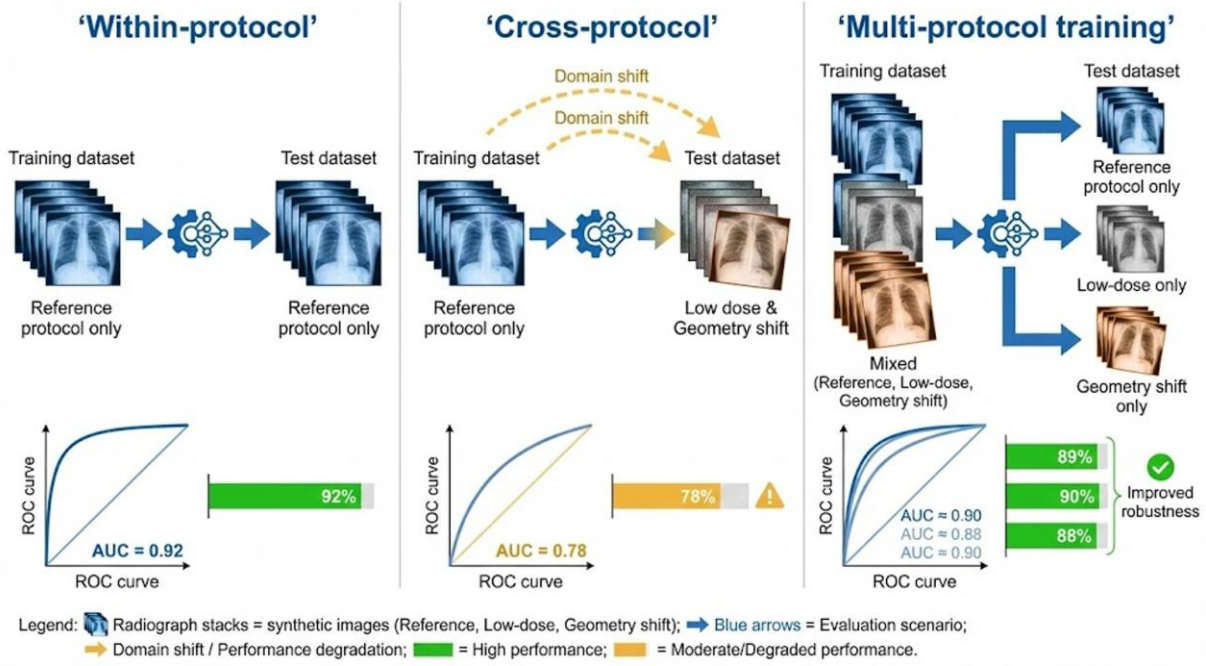 ‘Within-protocol’
Training dataset
Test dataset
Reference
protocol only
Reference
protocol only
ROC curve
AUC = 0.92
ROC curve
92%
‘Cross-protocol’
Domain shift
Domain shift
Training dataset
Test dataset
Reference
protocol only
Low dose &
Geometry shift
ROC curve
AUC = 0.78
ROC curve
78%
‘Multi-protocol training’
Training dataset
Test dataset
Reference
protocol only
Low-dose only
Geometry shift
only
Mixed
(Reference, Low-dose,
Geometry shift)
ROC curve
AUC ≈ 0.90
AUC ≈ 0.88
AUC ≈ 0.90
ROC curve
89%
90%
88%
Improved
robustness
Legend: Radiograph stacks = synthetic images (Reference, Low-dose, Geometry shift); Blue arrows = Evaluation scenario;
Domain shift / Performance degradation; = High performance; = Moderate/Degraded performance.